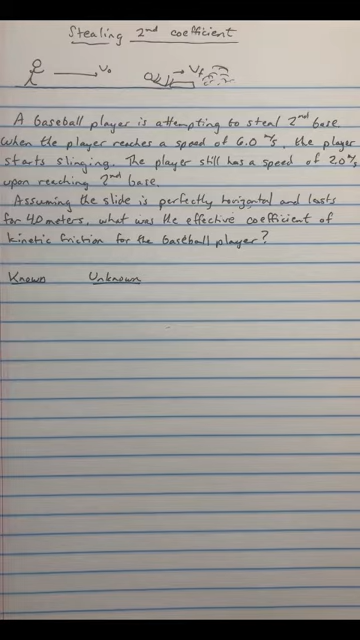 Stealing 2nd coefficient
V₀ Vf
A baseball player is attempting to steal 2nd base.
When the player reaches a speed of 6.0 m/s, the player
starts slinging. The player still has a speed of 2.0 m/s
upon reaching 2nd base.
Assuming the slide is perfectly horizontal and lasts
for 4.0 meters, what was the effective coefficient of
kinetic friction for the baseball player?
Known Unknown